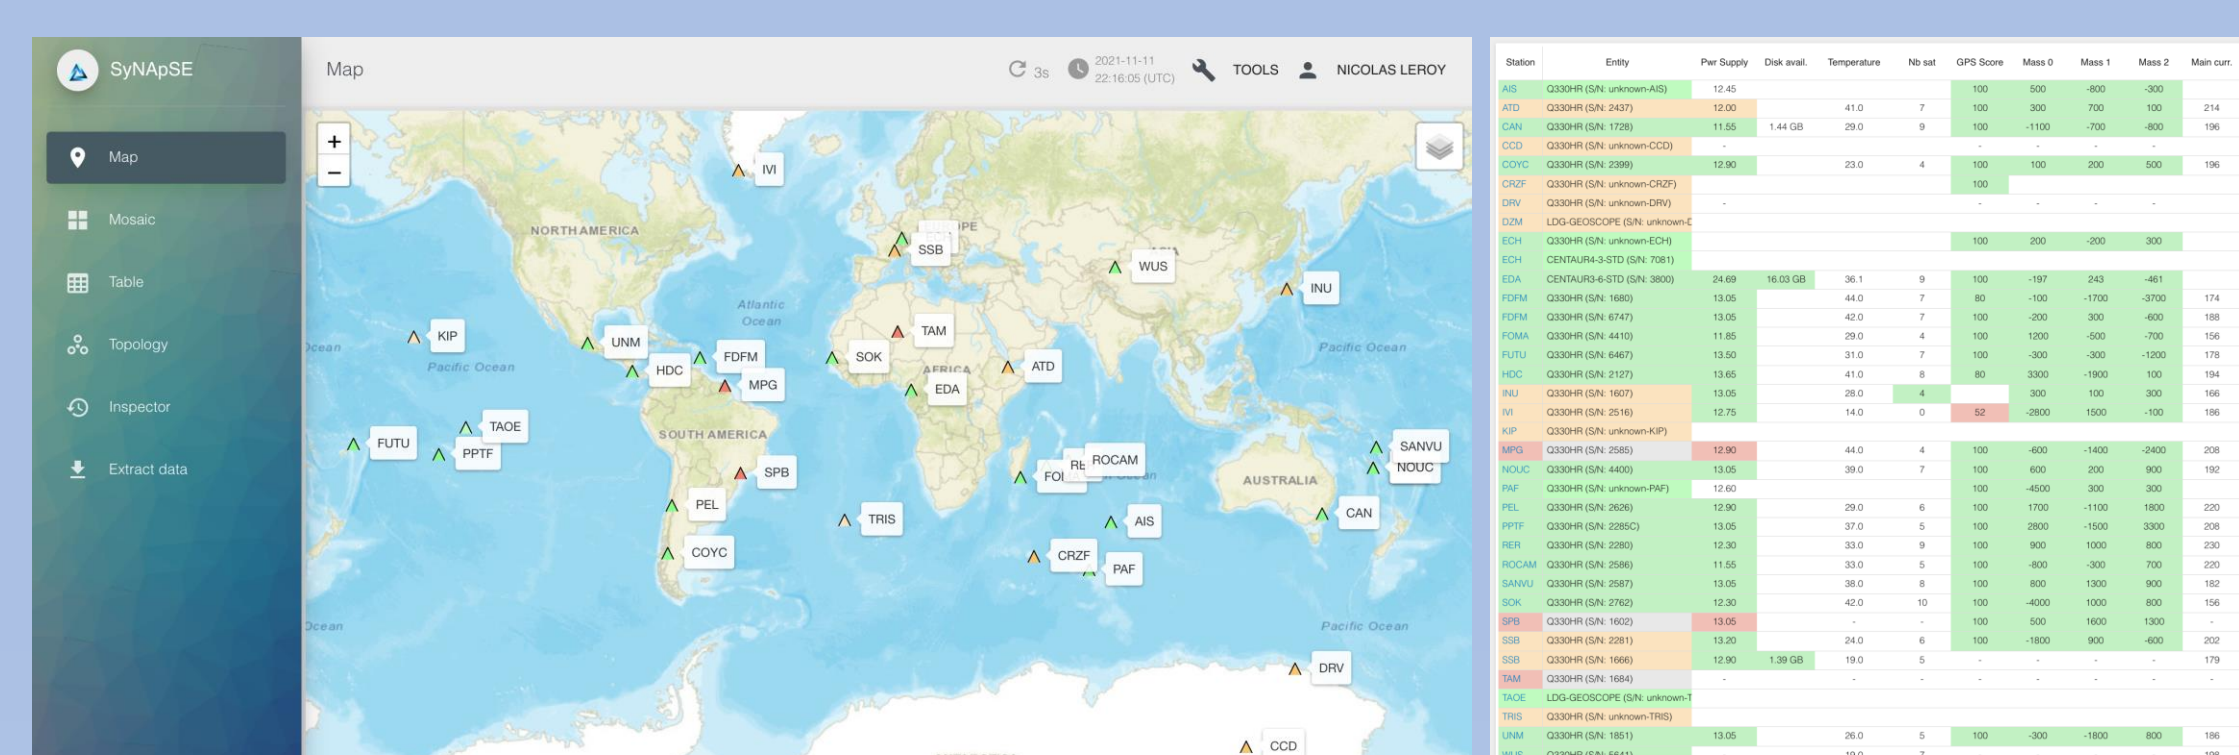 SyNApSE
Map
Mosaic
Table
Topology
Inspector
Extract data
Map
3s
2021-11-11
22:16:05 (UTC)
TOOLS
NICOLAS LEROY
+
−
IVI
NORTH AMERICA
SSB
WUS
INU
Atlantic
Ocean
KIP
UNM
TAM
Pacific Ocean
Pacific Ocean
HDC
FDFM
SOK
AFRICA
ATD
MPG
EDA
TAOE
FUTU
PPTF
SOUTH AMERICA
SANVU
NOUC
ROCAM
SPB
AUSTRALIA
PEL
TRIS
AIS
CAN
COYC
CRZF
PAF
Pacific Ocean
DRV
CCD
Station Entity Pwr Supply Disk avail. Temperature Nb sat GPS Score Mass 0 Mass 1 Mass 2 Main curr.
AIS Q330HR (S/N: unknown-AIS) 12.45 100 500 -800 -300
ATD Q330HR (S/N: 2437) 12.00 41.0 7 100 300 700 100 214
CAN Q330HR (S/N: 1728) 11.55 1.44 GB 29.0 9 100 -1100 -700 -800 196
CCD Q330HR (S/N: unknown-CCD) - - - - -
COYC Q330HR (S/N: 2399) 12.90 23.0 4 100 100 200 500 196
CRZF Q330HR (S/N: unknown-CRZF) 100
DRV Q330HR (S/N: unknown-DRV) - - - - -
DZM LDG-GEOSCOPE (S/N: unknown-D
ECH Q330HR (S/N: unknown-ECH) 100 200 -200 300
ECH CENTAUR4-3-STD (S/N: 7081)
EDA CENTAUR3-6-STD (S/N: 3800) 24.69 16.03 GB 36.1 9 100 -197 243 -461
FDFM Q330HR (S/N: 1680) 13.05 44.0 7 80 -100 -1700 -3700 174
FDFM Q330HR (S/N: 6747) 13.05 42.0 7 100 -200 300 -600 188
FOMA Q330HR (S/N: 4410) 11.85 29.0 4 100 1200 -500 -700 156
FUTU Q330HR (S/N: 6467) 13.50 31.0 7 100 -300 -300 -1200 178
HDC Q330HR (S/N: 2127) 13.65 41.0 8 80 3300 -1900 100 194
INU Q330HR (S/N: 1607) 13.05 28.0 4 300 100 300 166
IVI Q330HR (S/N: 2516) 12.75 14.0 0 52 -2800 1500 -100 186
KIP Q330HR (S/N: unknown-KIP)
MPG Q330HR (S/N: 2585) 12.90 44.0 4 100 -600 -1400 -2400 208
NOUC Q330HR (S/N: 4400) 13.05 39.0 7 100 600 200 900 192
PAF Q330HR (S/N: unknown-PAF) 12.60 100 -4500 300 300
PEL Q330HR (S/N: 2626) 12.90 29.0 6 100 1700 -1100 1800 220
PPTF Q330HR (S/N: 2285C) 13.05 37.0 5 100 2800 -1500 3300 208
RER Q330HR (S/N: 2280) 12.30 33.0 9 100 900 1000 800 230
ROCAM Q330HR (S/N: 2586) 11.55 33.0 5 100 -800 -300 700 220
SANVU Q330HR (S/N: 2587) 13.05 38.0 8 100 800 1300 900 182
SOK Q330HR (S/N: 2762) 12.30 42.0 10 100 -4000 1000 800 156
SPB Q330HR (S/N: 1602) 13.05 - - 100 500 1600 1300 -
SSB Q330HR (S/N: 2281) 13.20 24.0 6 100 -1800 900 -600 202
SSB Q330HR (S/N: 1666) 12.90 1.39 GB 19.0 5 - - - - 179
TAM Q330HR (S/N: 1684) - - - - - - - -
TAOE LDG-GEOSCOPE (S/N: unknown-T
TRIS Q330HR (S/N: unknown-TRIS)
UNM Q330HR (S/N: 1851) 13.05 26.0 5 100 -300 -1800 800 186